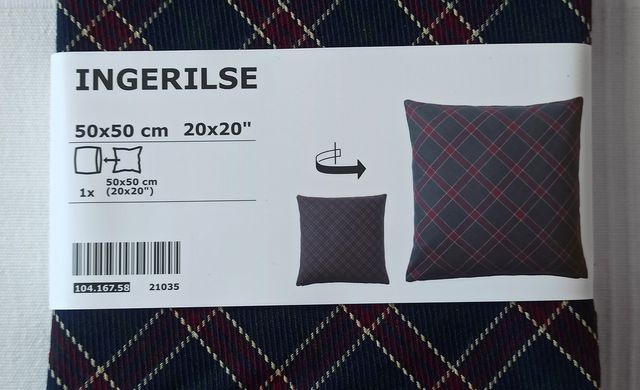 INGERILSE
50x50 cm 20x20"
50x50 cm
1x (20x20")
104.167.58 21035